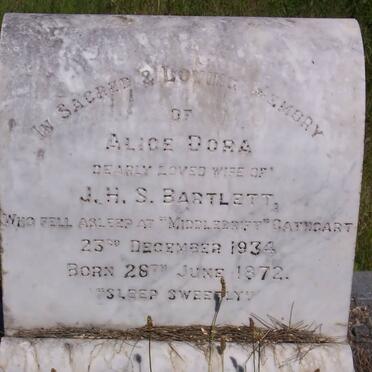 IN SACRED & LOVING MEMORY
OF
ALICE DORA
DEARLY LOVED WIFE OF
J.H.S. BARTLETT,
WHO FELL ASLEEP AT "MIDDLEDRIFT" CATHCART
23RD DECEMBER 1934
BORN 28TH JUNE 1872.
"SLEEP SWEETLY"